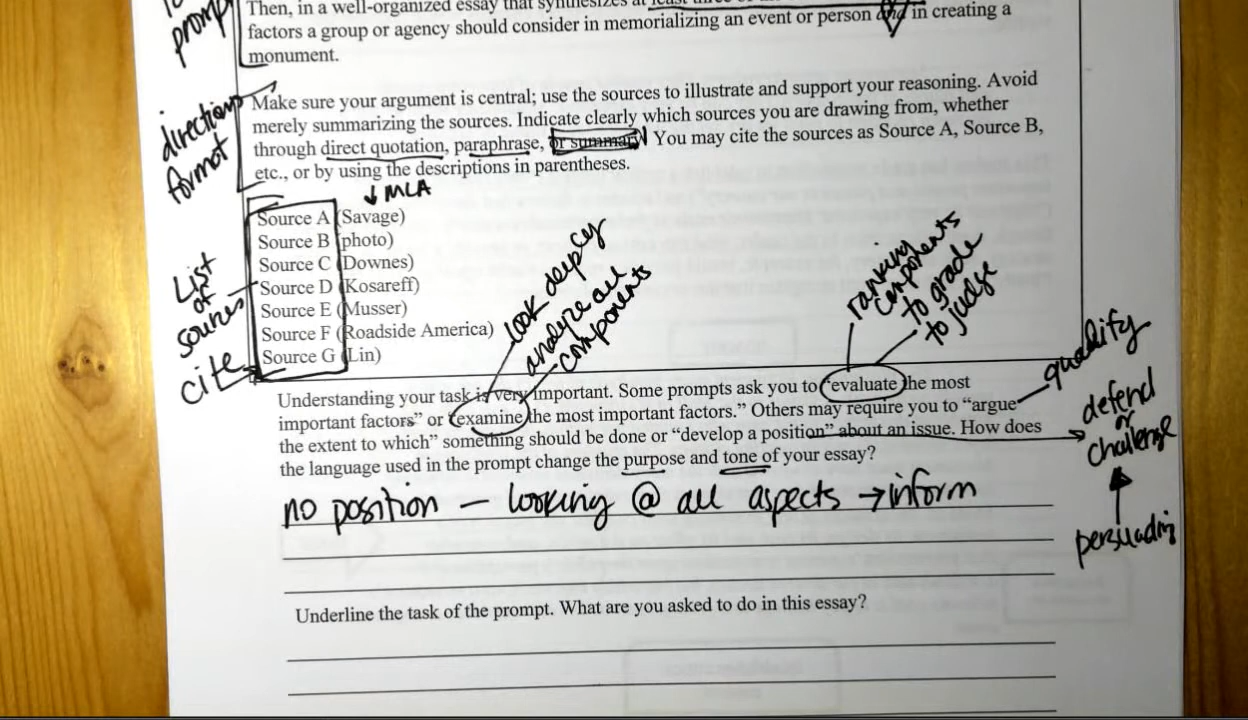 prompt
Then, in a well-organized essay that synthesizes at least three of
factors a group or agency should consider in memorializing an event or person and in creating a
monument.
directions
format
Make sure your argument is central; use the sources to illustrate and support your reasoning. Avoid
merely summarizing the sources. Indicate clearly which sources you are drawing from, whether
through direct quotation, paraphrase, or summary. You may cite the sources as Source A, Source B,
etc., or by using the descriptions in parentheses.
↓ MLA
List
of
sources
cite
Source A (Savage)
Source B (photo)
Source C (Downes)
Source D (Kosareff)
Source E (Musser)
Source F (Roadside America)
Source G (Lin)
look deeply
analyze all
components
ranking
components
to grade
to judge
Understanding your task is very important. Some prompts ask you to “evaluate the most
important factors” or “examine the most important factors.” Others may require you to “argue
the extent to which” something should be done or “develop a position” about an issue. How does
the language used in the prompt change the purpose and tone of your essay?
qualify
defend
or
challenge
persuading
no position — looking @ all aspects → inform
Underline the task of the prompt. What are you asked to do in this essay?